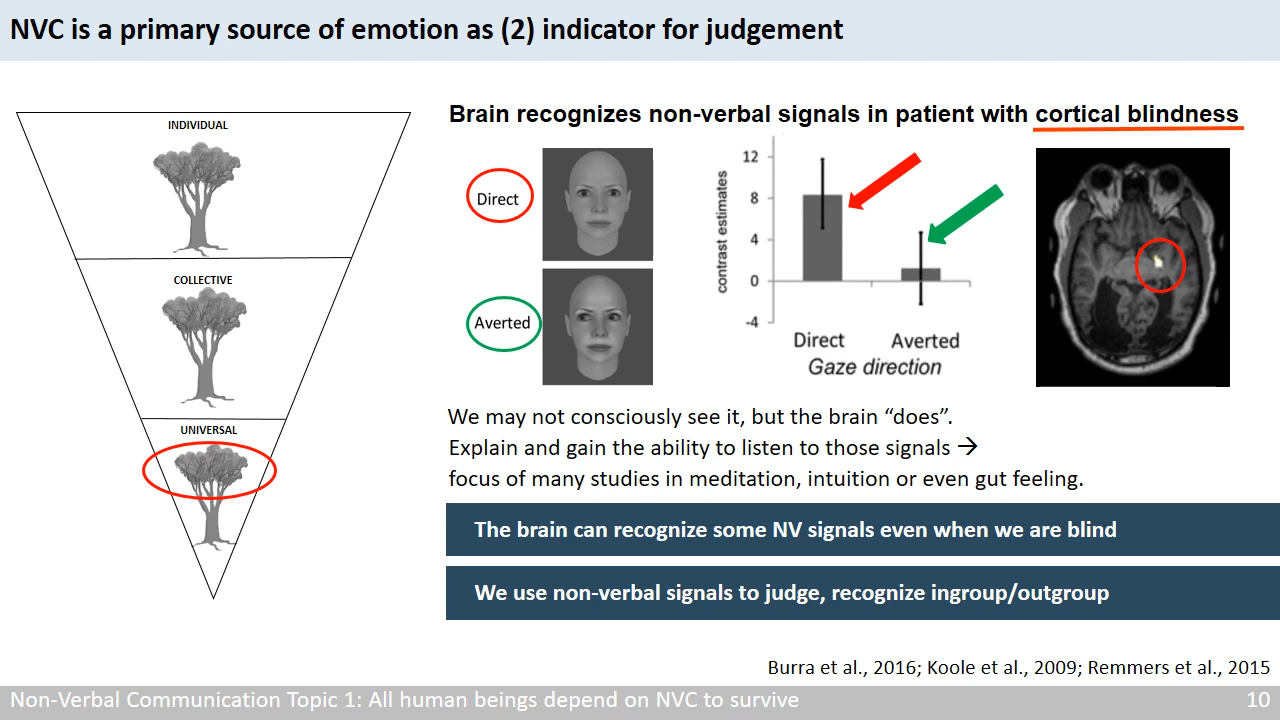 NVC is a primary source of emotion as (2) indicator for judgement
INDIVIDUAL
COLLECTIVE
UNIVERSAL
Brain recognizes non-verbal signals in patient with cortical blindness
Direct
Averted
contrast estimates
12
8
4
0
-4
Direct Averted
Gaze direction
We may not consciously see it, but the brain “does”.
Explain and gain the ability to listen to those signals →
focus of many studies in meditation, intuition or even gut feeling.
The brain can recognize some NV signals even when we are blind
We use non-verbal signals to judge, recognize ingroup/outgroup
Burra et al., 2016; Koole et al., 2009; Remmers et al., 2015
Non-Verbal Communication Topic 1: All human beings depend on NVC to survive 10